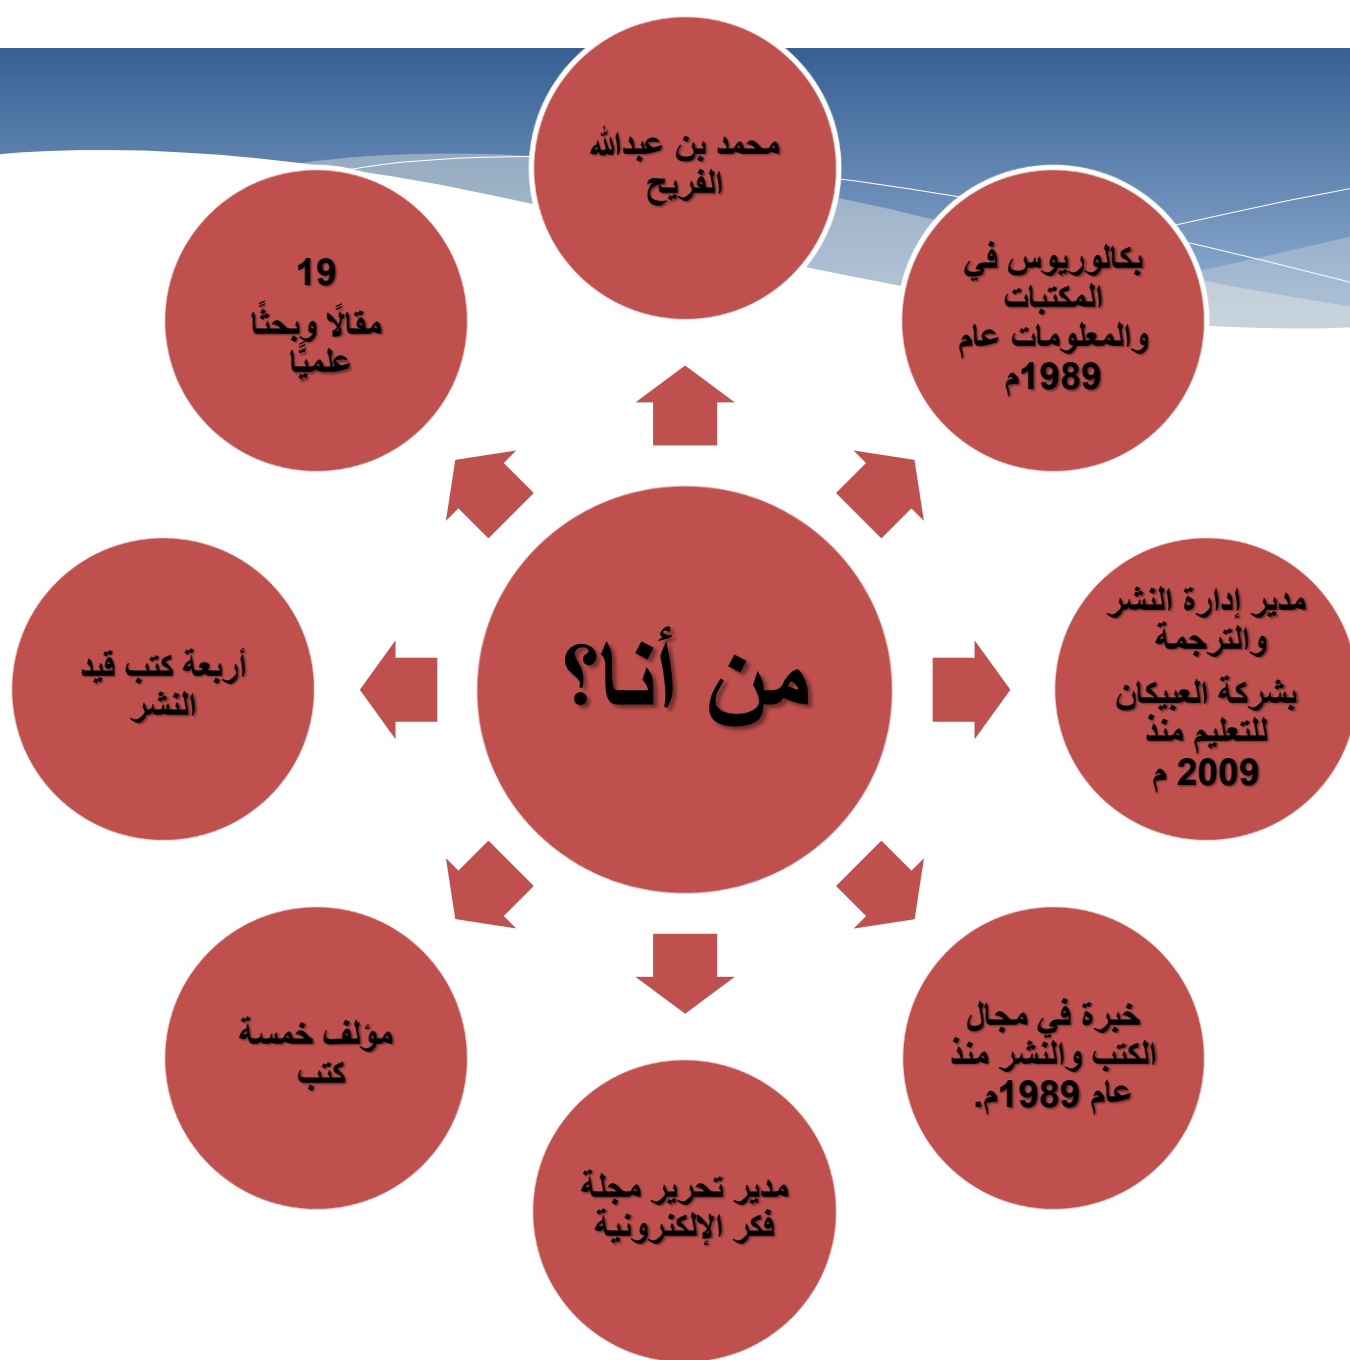 محمد بن عبدالله
الفريح
بكالوريوس في
المكتبات
والمعلومات عام
1989م
مدير إدارة النشر
والترجمة
بشركة العبيكان
للتعليم منذ
2009 م
خبرة في مجال
الكتب والنشر منذ
عام 1989م.
مدير تحرير مجلة
فكر الإلكنرونية
مؤلف خمسة
كتب
أربعة كتب قيد
النشر
19
مقالًا وبحثًا
علميًّا
من أنا؟